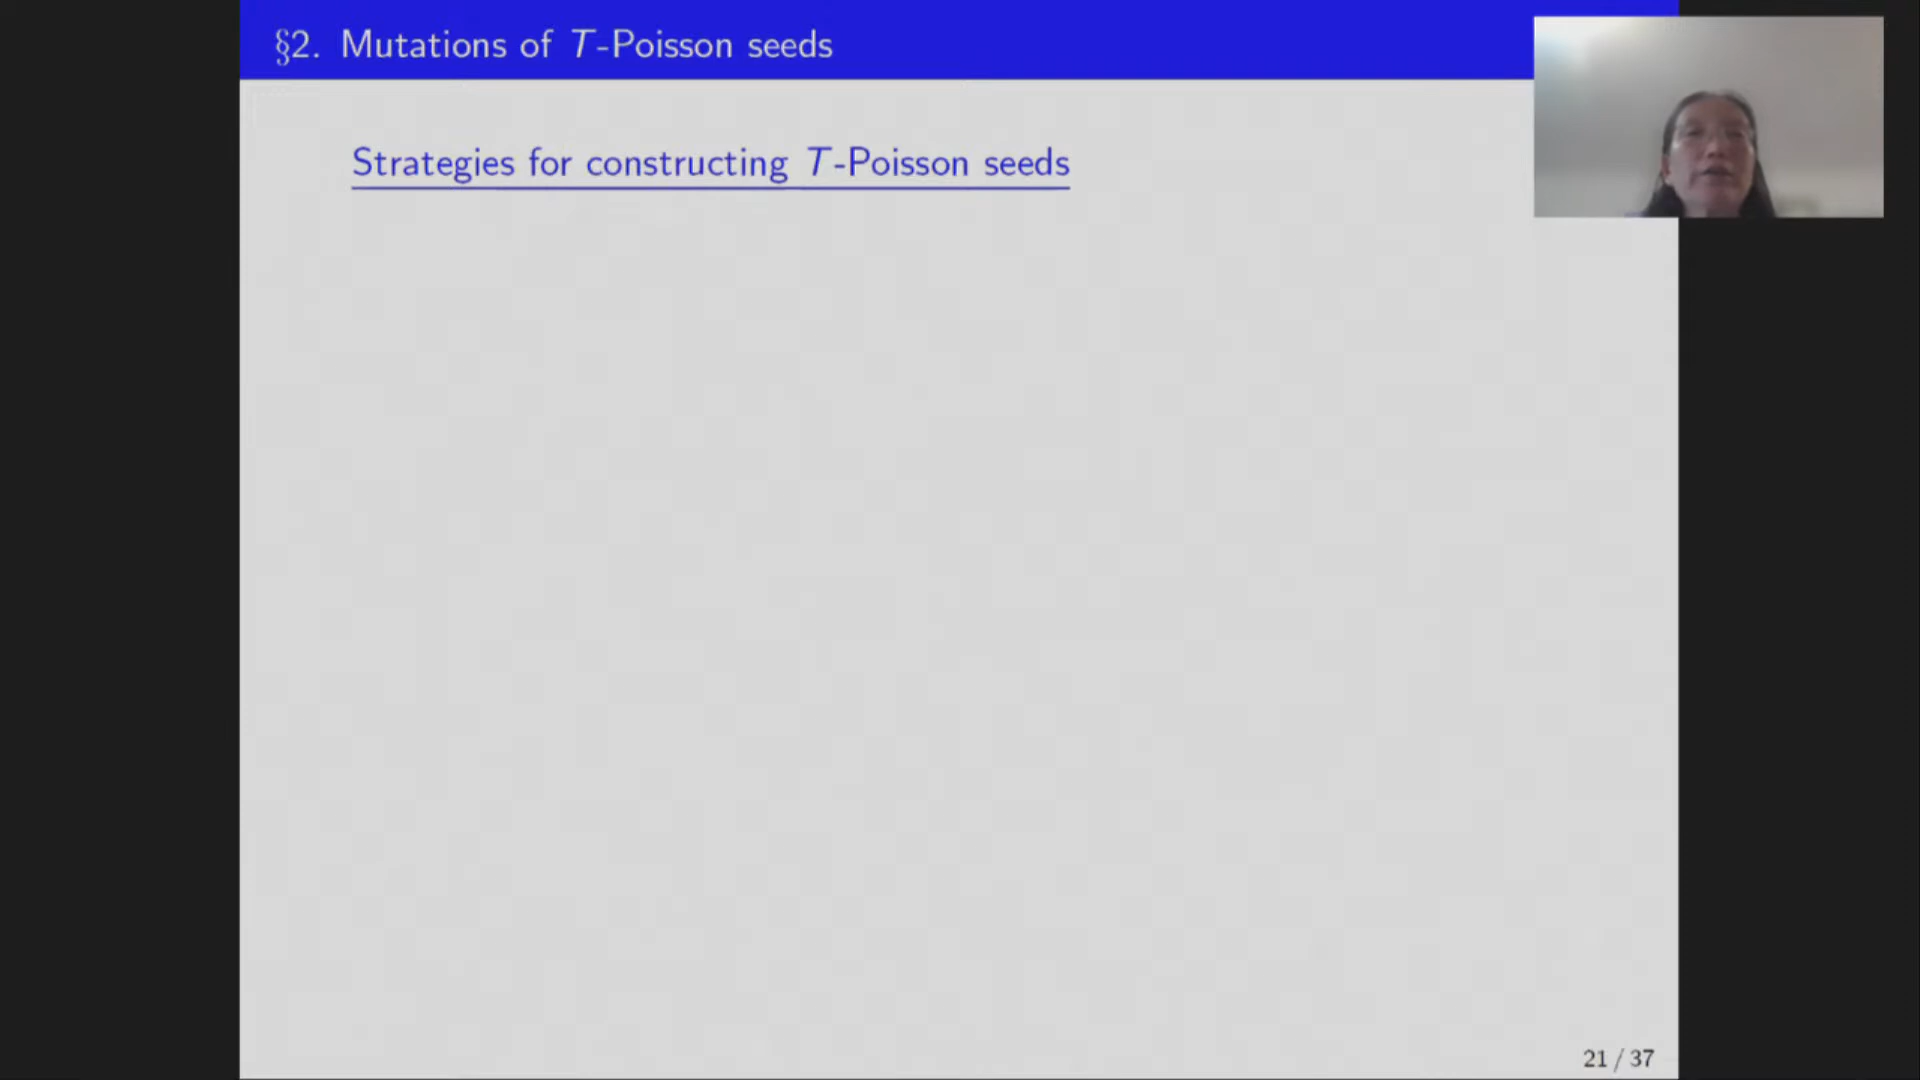 §2. Mutations of T-Poisson seeds
Strategies for constructing T-Poisson seeds
21 / 37